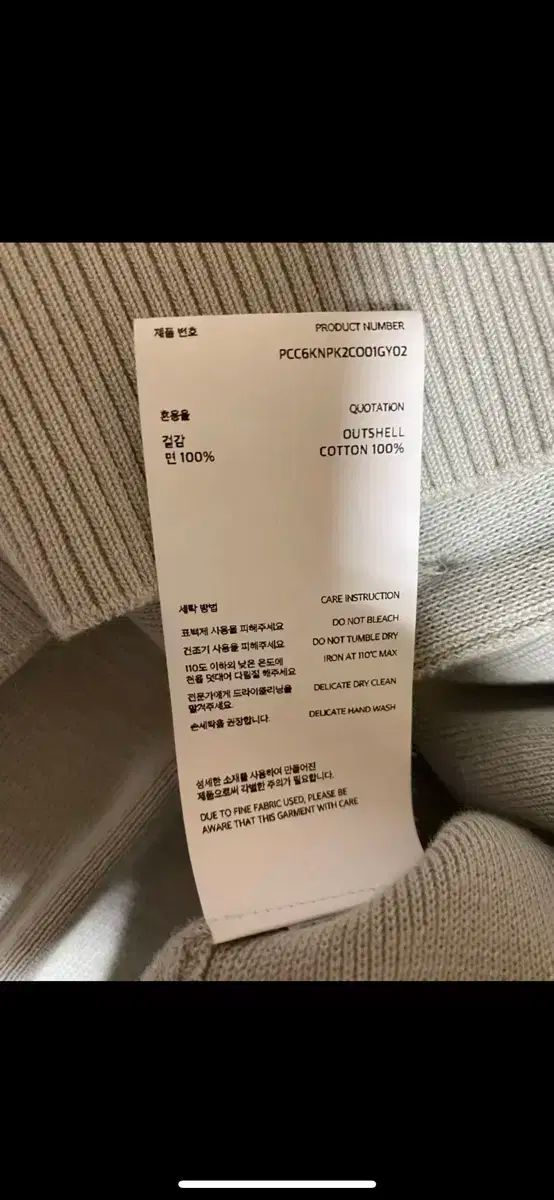 제품 번호 PRODUCT NUMBER
PCC6KNPK2CO01GY02
혼용율 QUOTATION
겉감 OUTSHELL
면 100% COTTON 100%
세탁 방법 CARE INSTRUCTION
표백제 사용을 피해주세요 DO NOT BLEACH
건조기 사용을 피해주세요 DO NOT TUMBLE DRY
110도 이하의 낮은 온도에 IRON AT 110℃ MAX
헝겊 덧대어 다림질 해주세요
전문가에게 드라이클리닝을 DELICATE DRY CLEAN
맡겨주세요
손세탁을 권장합니다. DELICATE HAND WASH
섬세한 소재를 사용하여 만들어진
제품으로써 각별한 주의가 필요합니다.
DUE TO FINE FABRIC USED, PLEASE BE
AWARE THAT THIS GARMENT WITH CARE